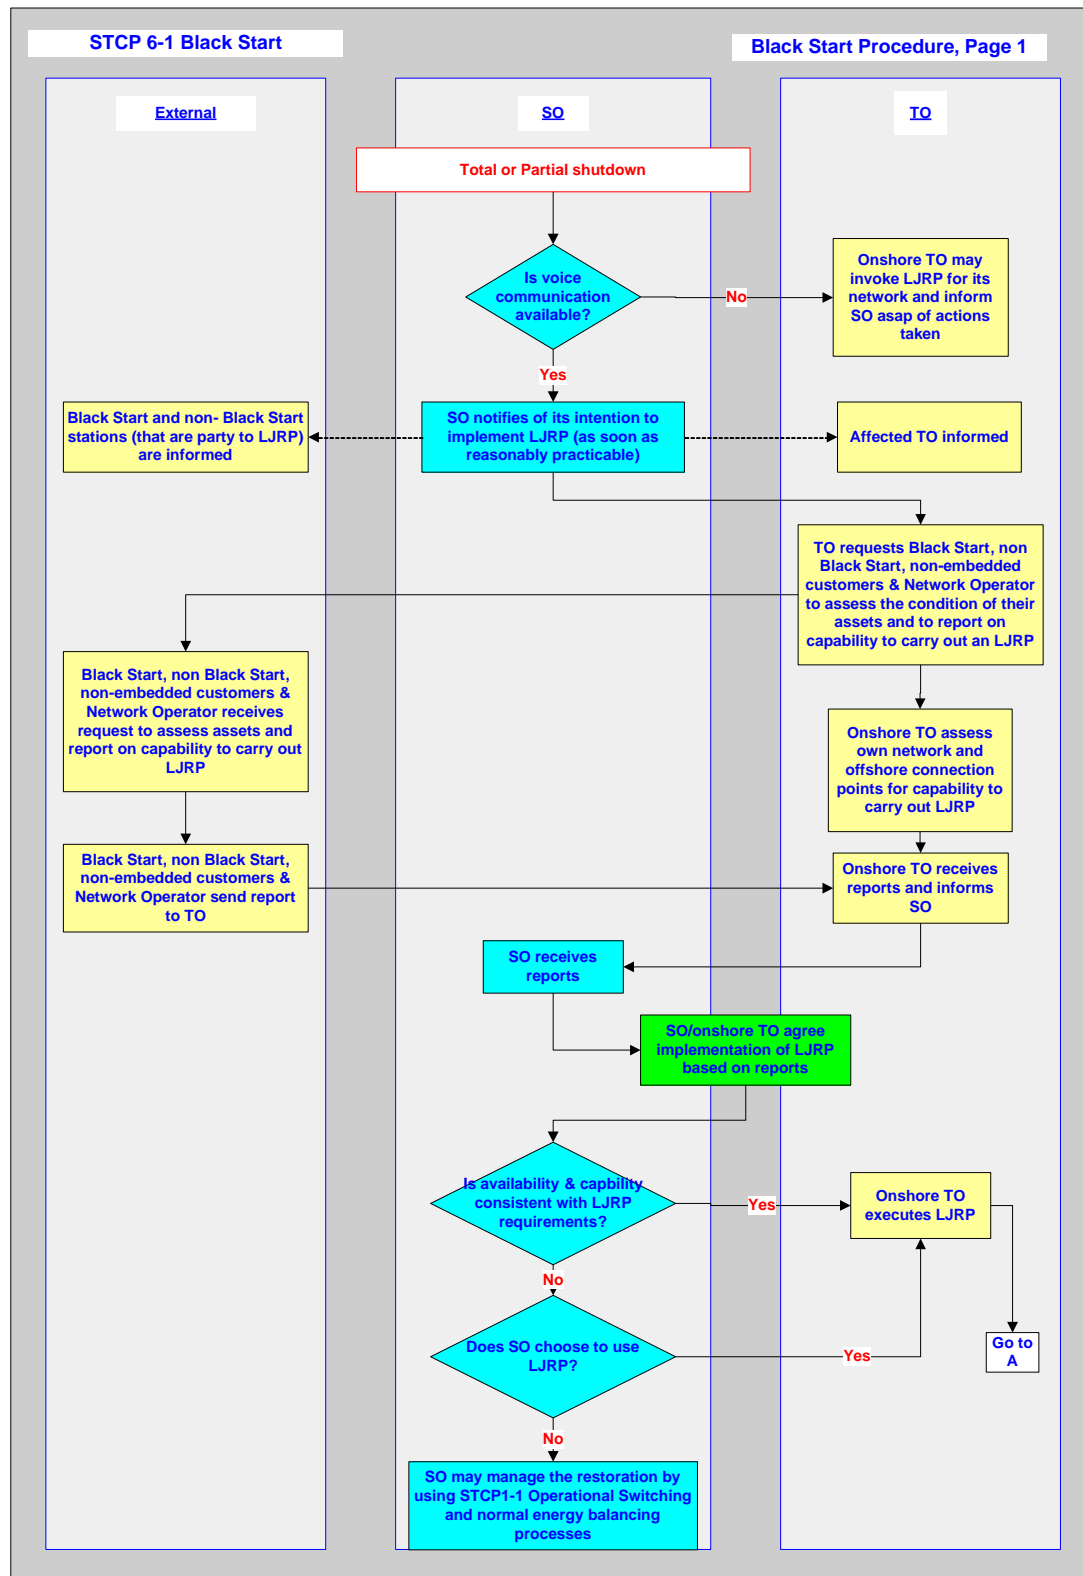 STCP 6-1 Black Start
Black Start Procedure, Page 1
External
SO
TO
Total or Partial shutdown
Is voice
communication
available?
No
Onshore TO may
invoke LJRP for its
network and inform
SO asap of actions
taken
Yes
Black Start and non- Black Start
stations (that are party to LJRP)
are informed
SO notifies of its intention to
implement LJRP (as soon as
reasonably practicable)
Affected TO informed
TO requests Black Start, non
Black Start, non-embedded
customers & Network Operator
to assess the condition of their
assets and to report on
capability to carry out an LJRP
Black Start, non Black Start,
non-embedded customers &
Network Operator receives
request to assess assets and
report on capability to carry out
LJRP
Onshore TO assess
own network and
offshore connection
points for capability to
carry out LJRP
Black Start, non Black Start,
non-embedded customers &
Network Operator send report
to TO
Onshore TO receives
reports and informs
SO
SO receives
reports
SO/onshore TO agree
implementation of LJRP
based on reports
Is availability & capbility
consistent with LJRP
requirements?
Yes
Onshore TO
executes LJRP
No
Does SO choose to use
LJRP?
Yes
Go to
A
No
SO may manage the restoration by
using STCP1-1 Operational Switching
and normal energy balancing
processes